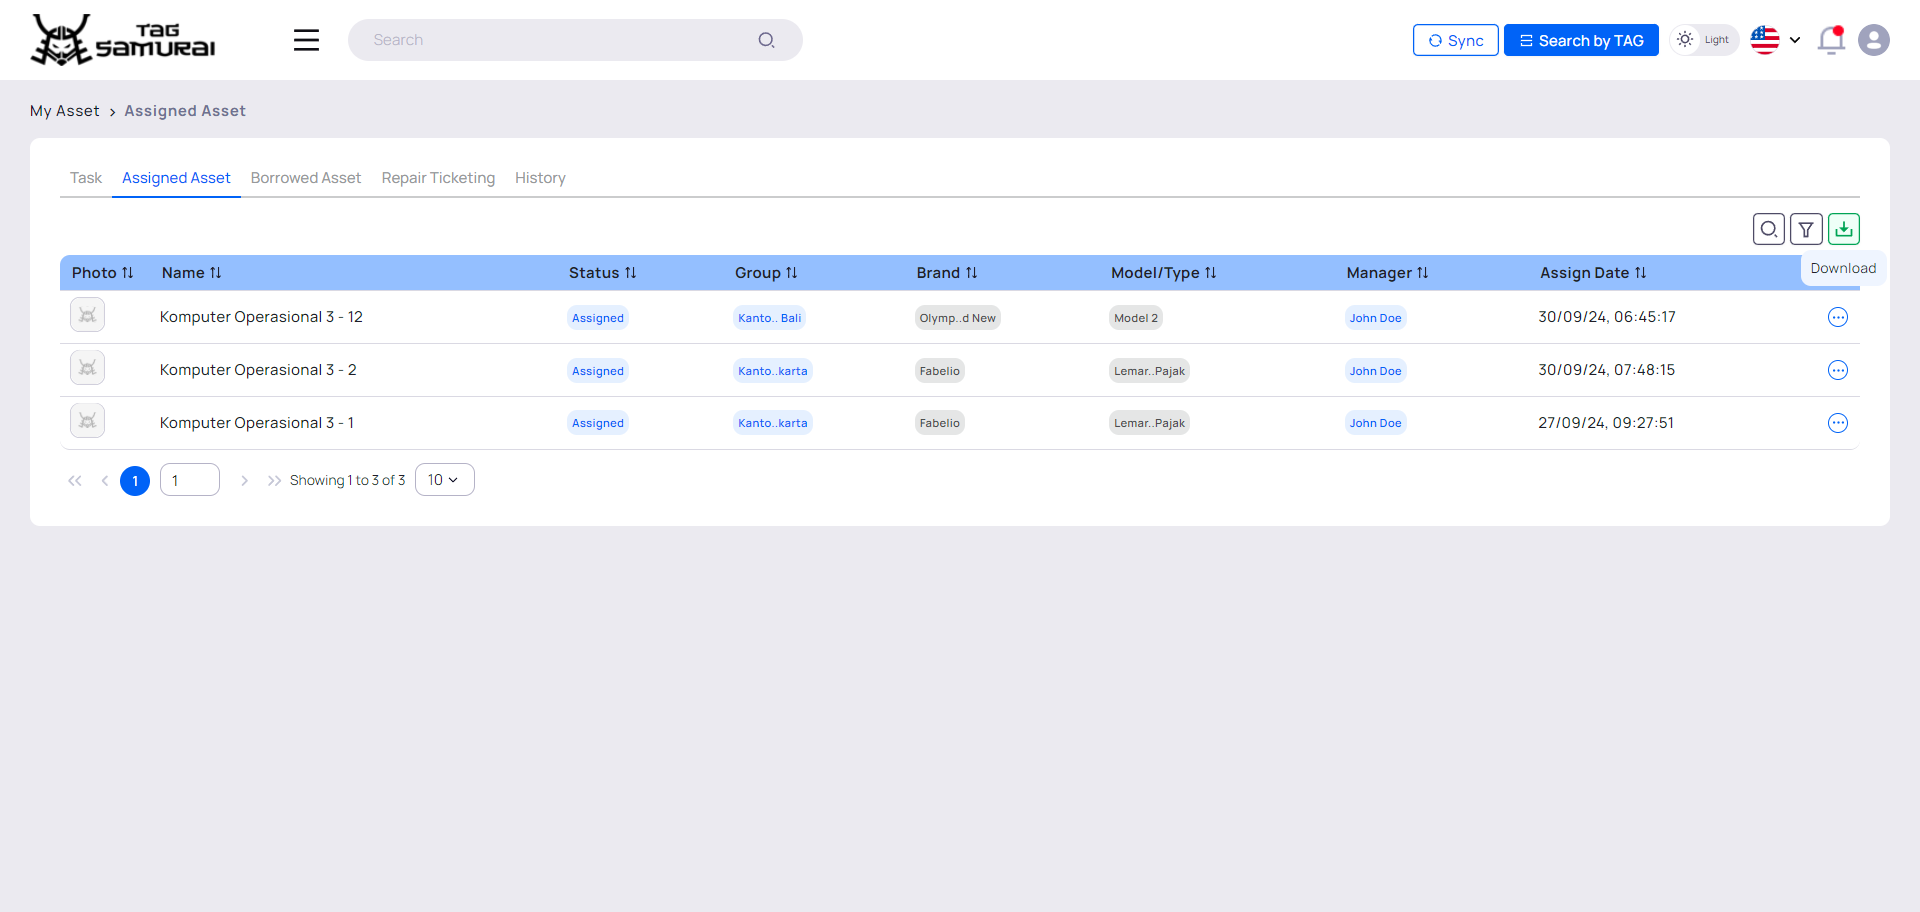 TAG
SAMURAI
Search
Sync
Search by TAG
Light
My Asset > Assigned Asset
Task Assigned Asset Borrowed Asset Repair Ticketing History
Download
Photo Name Status Group Brand Model/Type Manager Assign Date
Komputer Operasional 3 - 12 Assigned Kanto.. Bali Olymp..d New Model 2 John Doe 30/09/24, 06:45:17
Komputer Operasional 3 - 2 Assigned Kanto..karta Fabelio Lemar..Pajak John Doe 30/09/24, 07:48:15
Komputer Operasional 3 - 1 Assigned Kanto..karta Fabelio Lemar..Pajak John Doe 27/09/24, 09:27:51
1 1 Showing 1 to 3 of 3 10